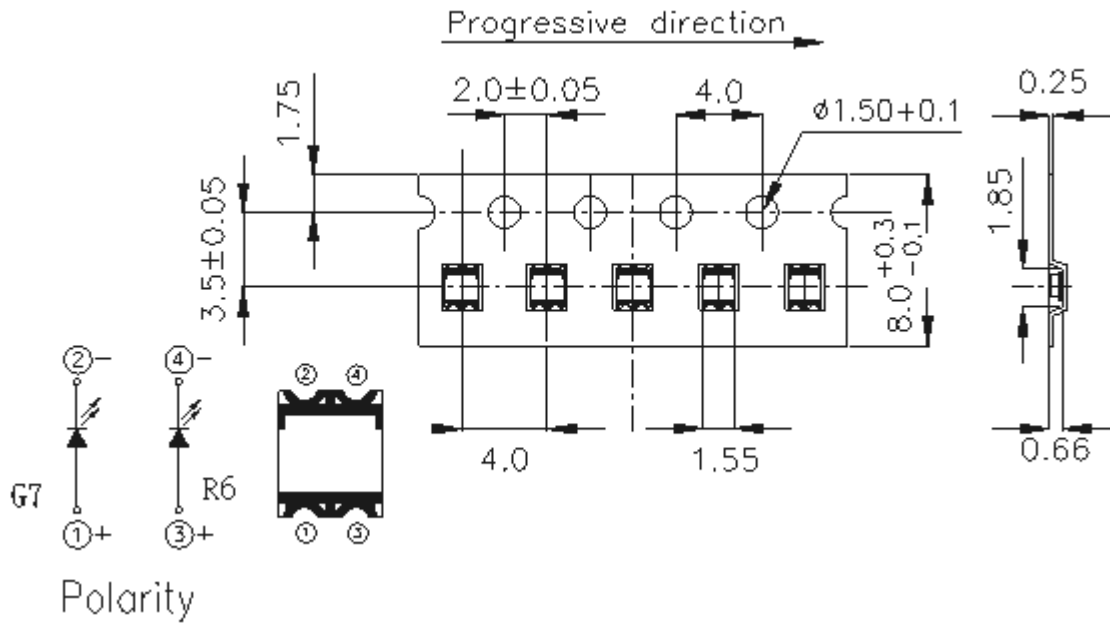 Progressive direction
1.75
2.0±0.05
4.0
ø1.50+0.1
0.25
3.5±0.05
8.0 +0.3 -0.1
1.85
②-
④-
② ④
4.0
1.55
0.66
G7
R6
①+
③+
① ③
Polarity